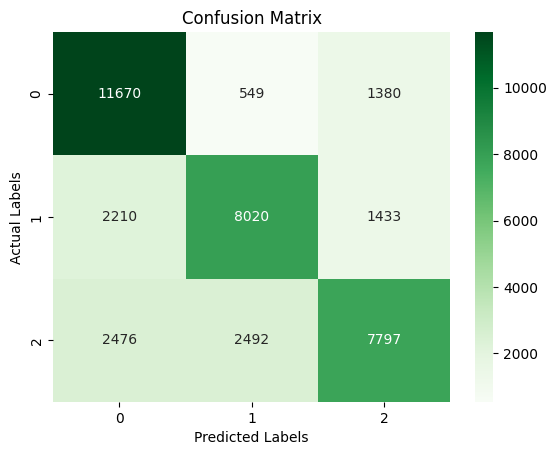 Confusion Matrix
Actual Labels
0
11670 549 1380
1
2210 8020 1433
2
2476 2492 7797
0 1 2
Predicted Labels
10000
8000
6000
4000
2000